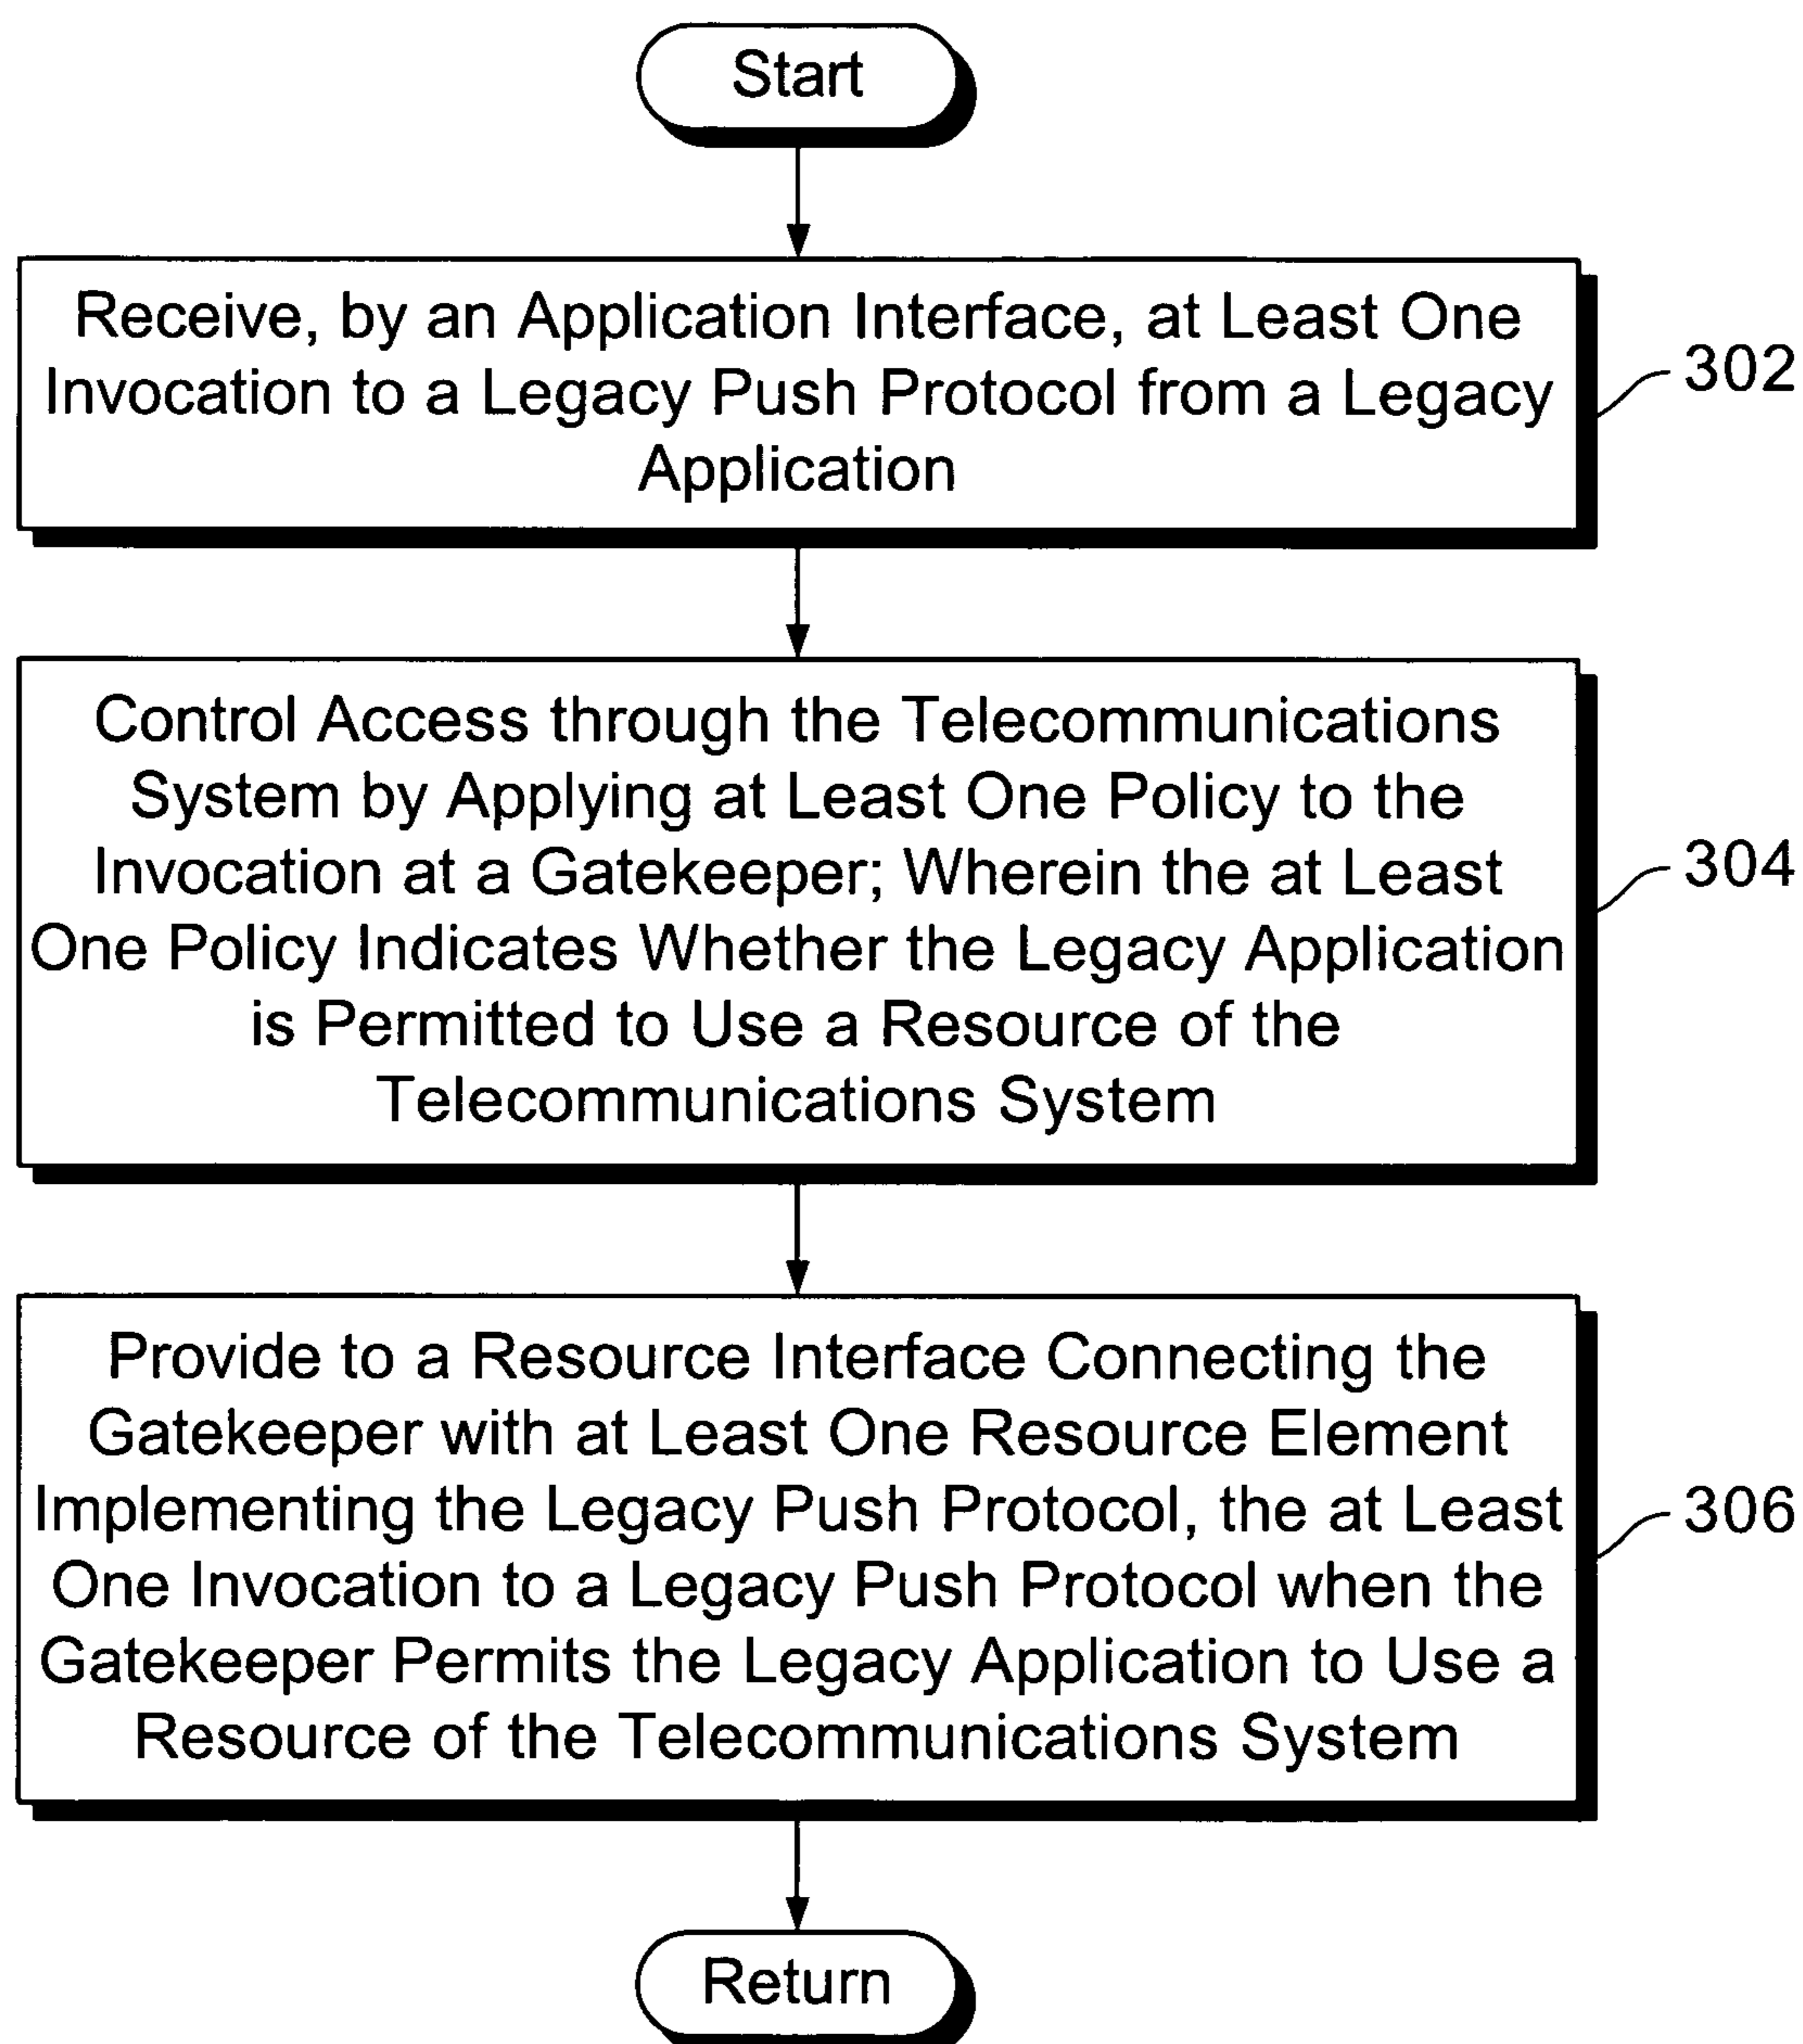 Start
Receive, by an Application Interface, at Least One
Invocation to a Legacy Push Protocol from a Legacy
Application
302
Control Access through the Telecommunications
System by Applying at Least One Policy to the
Invocation at a Gatekeeper; Wherein the at Least
One Policy Indicates Whether the Legacy Application
is Permitted to Use a Resource of the
Telecommunications System
304
Provide to a Resource Interface Connecting the
Gatekeeper with at Least One Resource Element
Implementing the Legacy Push Protocol, the at Least
One Invocation to a Legacy Push Protocol when the
Gatekeeper Permits the Legacy Application to Use a
Resource of the Telecommunications System
306
Return